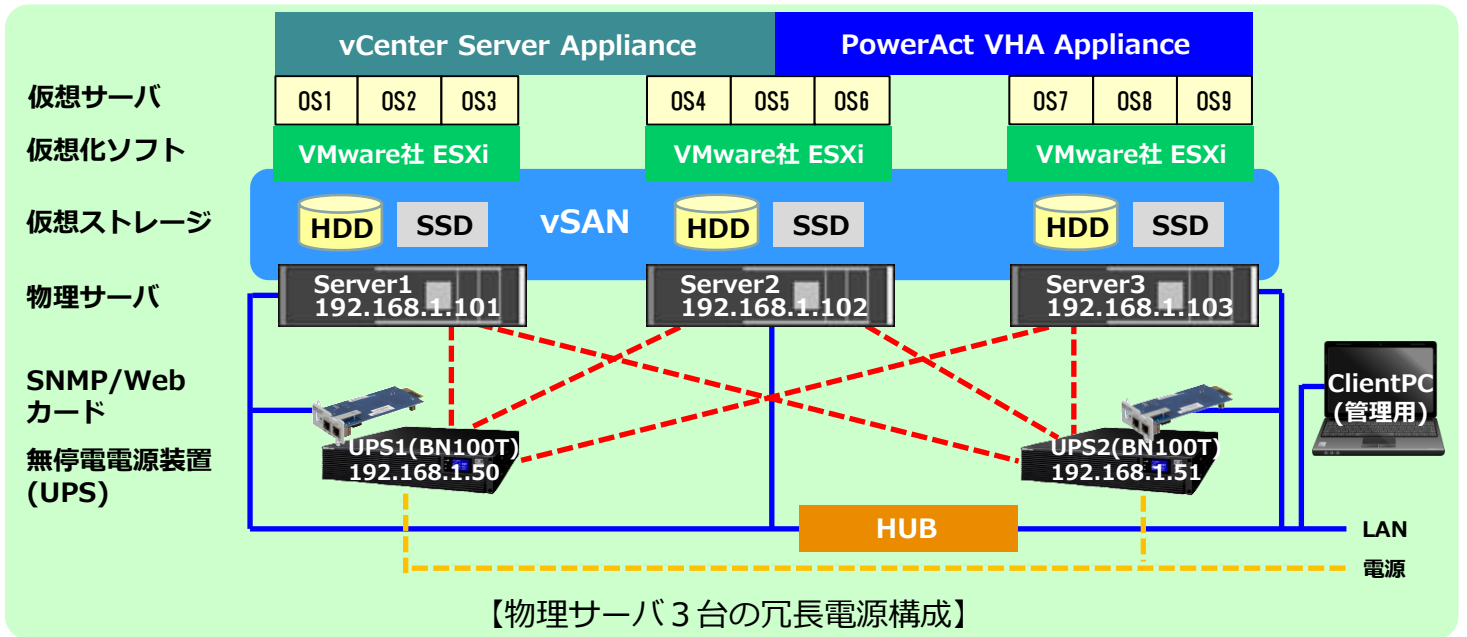 vCenter Server Appliance
PowerAct VHA Appliance
仮想サーバ
OS1
OS2
OS3
OS4
OS5
OS6
OS7
OS8
OS9
仮想化ソフト
VMware社 ESXi
VMware社 ESXi
VMware社 ESXi
仮想ストレージ
HDD
SSD
vSAN
HDD
SSD
HDD
SSD
物理サーバ
Server1
192.168.1.101
Server2
192.168.1.102
Server3
192.168.1.103
SNMP/Web
カード
ClientPC
(管理用)
無停電電源装置
(UPS)
UPS1(BN100T)
192.168.1.50
UPS2(BN100T)
192.168.1.51
HUB
LAN
電源
【物理サーバ３台の冗長電源構成】